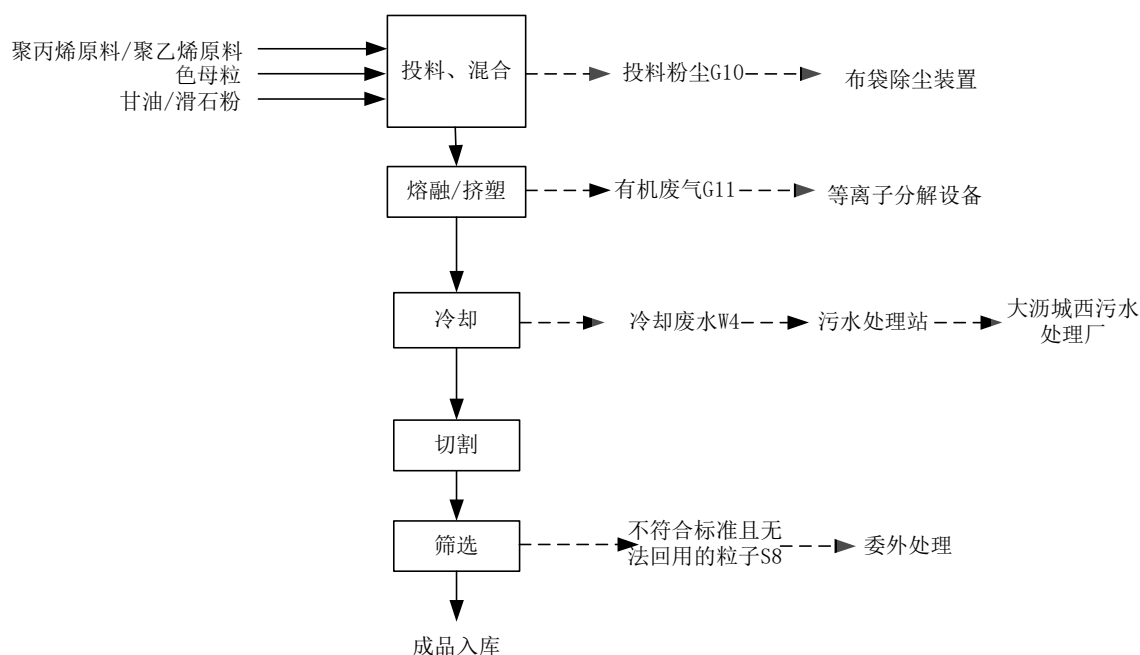 聚丙烯原料/聚乙烯原料
色母粒
甘油/滑石粉
投料、混合
投料粉尘G10
布袋除尘装置
熔融/挤塑
有机废气G11
等离子分解设备
冷却
冷却废水W4
污水处理站
大沥城西污水
处理厂
切割
筛选
不符合标准且无
法回用的粒子S8
委外处理
成品入库